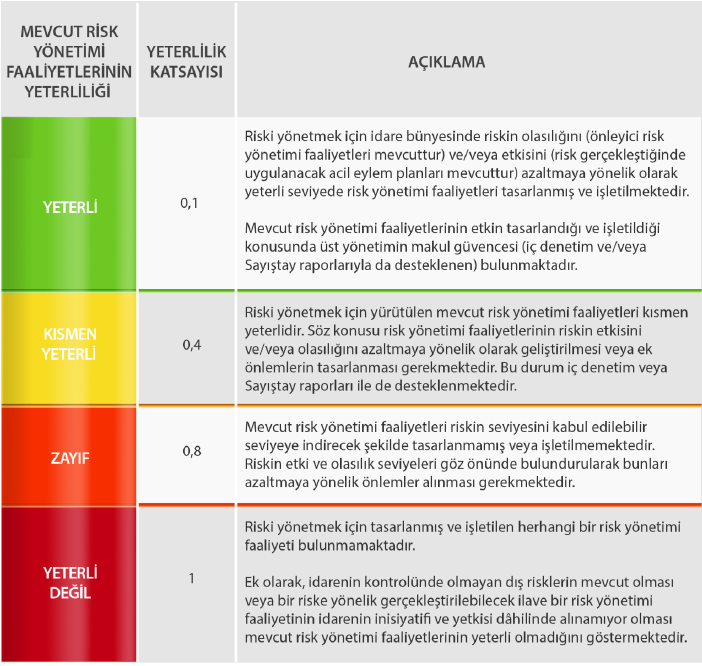 MEVCUT RİSK
YÖNETİMİ
FAALİYETLERİNİN
YETERLİLİĞİ
YETERLİLİK
KATSAYISI
AÇIKLAMA
YETERLİ
0,1
Riski yönetmek için idare bünyesinde riskin olasılığını (önleyici risk
yönetimi faaliyetleri mevcuttur) ve/veya etkisini (risk gerçekleştiğinde
uygulanacak acil eylem planları mevcuttur) azaltmaya yönelik olarak
yeterli seviyede risk yönetimi faaliyetleri tasarlanmış ve işletilmektedir.
Mevcut risk yönetimi faaliyetlerinin etkin tasarlandığı ve işletildiği
konusunda üst yönetimin makul güvencesi (iç denetim ve/veya
Sayıştay raporlarıyla da desteklenen) bulunmaktadır.
KISMEN
YETERLİ
0,4
Riski yönetmek için yürütülen mevcut risk yönetimi faaliyetleri kısmen
yeterlidir. Söz konusu risk yönetimi faaliyetlerinin riskin etkisini
ve/veya olasılığını azaltmaya yönelik olarak geliştirilmesi veya ek
önlemlerin tasarlanması gerekmektedir. Bu durum iç denetim veya
Sayıştay raporları ile de desteklenmektedir.
ZAYIF
0,8
Mevcut risk yönetimi faaliyetleri riskin seviyesini kabul edilebilir
seviyeye indirecek şekilde tasarlanmamış veya işletilmemektedir.
Riskin etki ve olasılık seviyeleri göz önünde bulundurularak bunları
azaltmaya yönelik önlemler alınması gerekmektedir.
YETERLİ
DEĞİL
1
Riski yönetmek için tasarlanmış ve işletilen herhangi bir risk yönetimi
faaliyeti bulunmamaktadır.
Ek olarak, idarenin kontrolünde olmayan dış risklerin mevcut olması
veya bir riske yönelik gerçekleştirilebilecek ilave bir risk yönetimi
faaliyetinin idarenin inisiyatifi ve yetkisi dâhilinde alınamıyor olması
mevcut risk yönetimi faaliyetlerinin yeterli olmadığını göstermektedir.